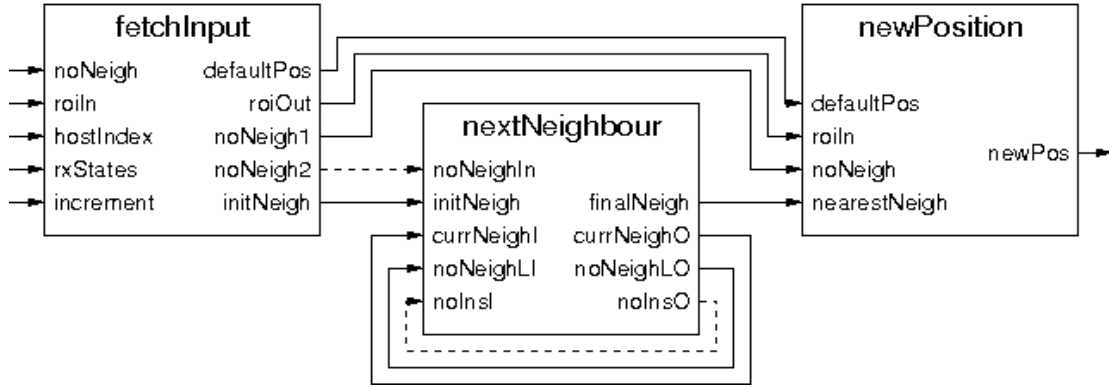 fetchInput
noNeigh defaultPos
roiIn roiOut
hostIndex noNeigh1
rxStates noNeigh2
increment initNeigh
nextNeighbour
noNeighIn
initNeigh finalNeigh
currNeighI currNeighO
noNeighLI noNeighLO
noInsI noInsO
newPosition
defaultPos
roiIn
newPos
noNeigh
nearestNeigh